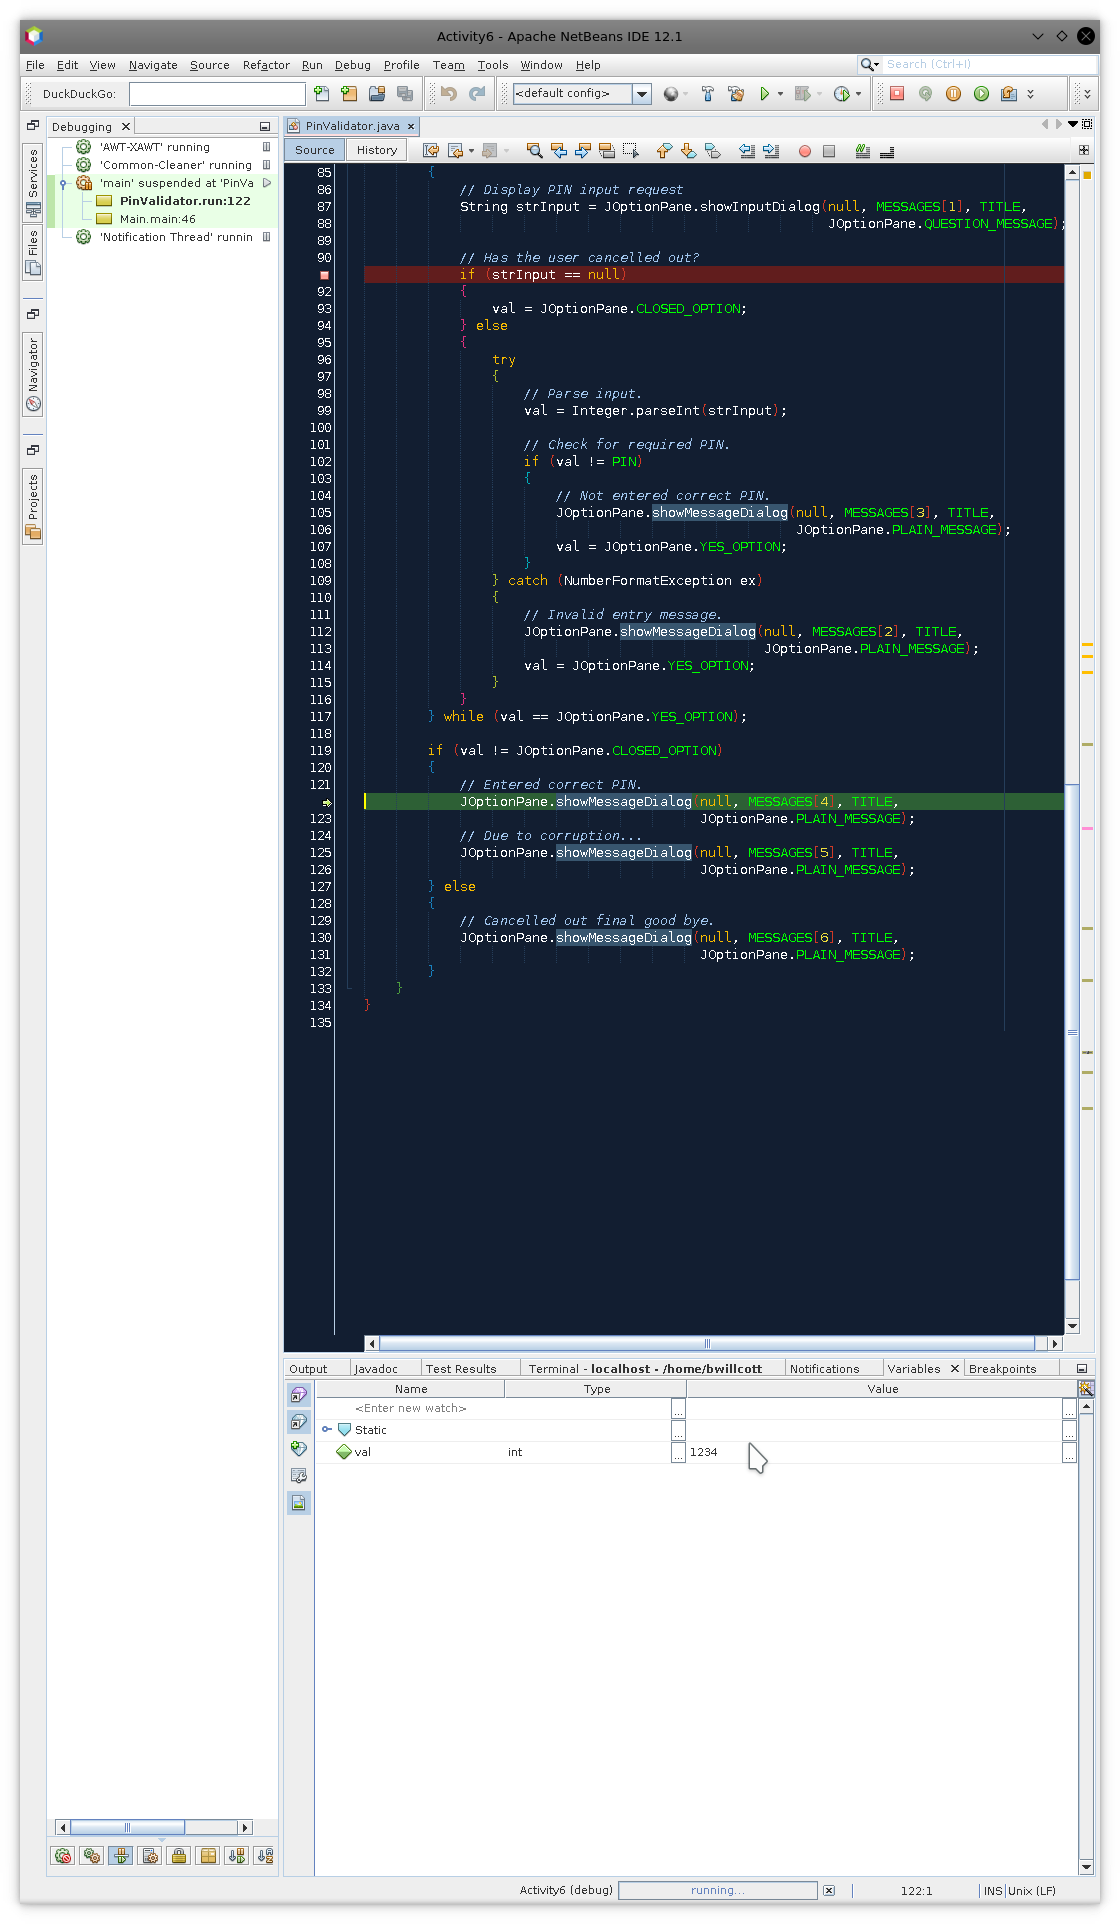 Activity6 - Apache NetBeans IDE 12.1
File Edit View Navigate Source Refactor Run Debug Profile Team Tools Window Help
Search (Ctrl+I)
DuckDuckGo:
<default config>
Debugging
'AWT-XAWT' running
'Common-Cleaner' running
'main' suspended at 'PinVa
PinValidator.run:122
Main.main:46
'Notification Thread' runnin
Services
Files
Navigator
Projects
PinValidator.java
Source History
85 {
86 // Display PIN input request
87 String strInput = JOptionPane.showInputDialog(null, MESSAGES[1], TITLE,
88 JOptionPane.QUESTION_MESSAGE);
89
90 // Has the user cancelled out?
if (strInput == null)
92 {
93 val = JOptionPane.CLOSED_OPTION;
94 } else
95 {
96 try
97 {
98 // Parse input.
99 val = Integer.parseInt(strInput);
100
101 // Check for required PIN.
102 if (val != PIN)
103 {
104 // Not entered correct PIN.
105 JOptionPane.showMessageDialog(null, MESSAGES[3], TITLE,
106 JOptionPane.PLAIN_MESSAGE);
107 val = JOptionPane.YES_OPTION;
108 }
109 } catch (NumberFormatException ex)
110 {
111 // Invalid entry message.
112 JOptionPane.showMessageDialog(null, MESSAGES[2], TITLE,
113 JOptionPane.PLAIN_MESSAGE);
114 val = JOptionPane.YES_OPTION;
115 }
116 }
117 } while (val == JOptionPane.YES_OPTION);
118
119 if (val != JOptionPane.CLOSED_OPTION)
120 {
121 // Entered correct PIN.
JOptionPane.showMessageDialog(null, MESSAGES[4], TITLE,
123 JOptionPane.PLAIN_MESSAGE);
124 // Due to corruption...
125 JOptionPane.showMessageDialog(null, MESSAGES[5], TITLE,
126 JOptionPane.PLAIN_MESSAGE);
127 } else
128 {
129 // Cancelled out final good bye.
130 JOptionPane.showMessageDialog(null, MESSAGES[6], TITLE,
131 JOptionPane.PLAIN_MESSAGE);
132 }
133 }
134 }
135
Output Javadoc Test Results Terminal - localhost - /home/bwillcott Notifications Variables Breakpoints
Name Type Value
<Enter new watch> ... ...
Static ... ...
val int ... 1234 ...
Activity6 (debug) running... 122:1 INS Unix (LF)